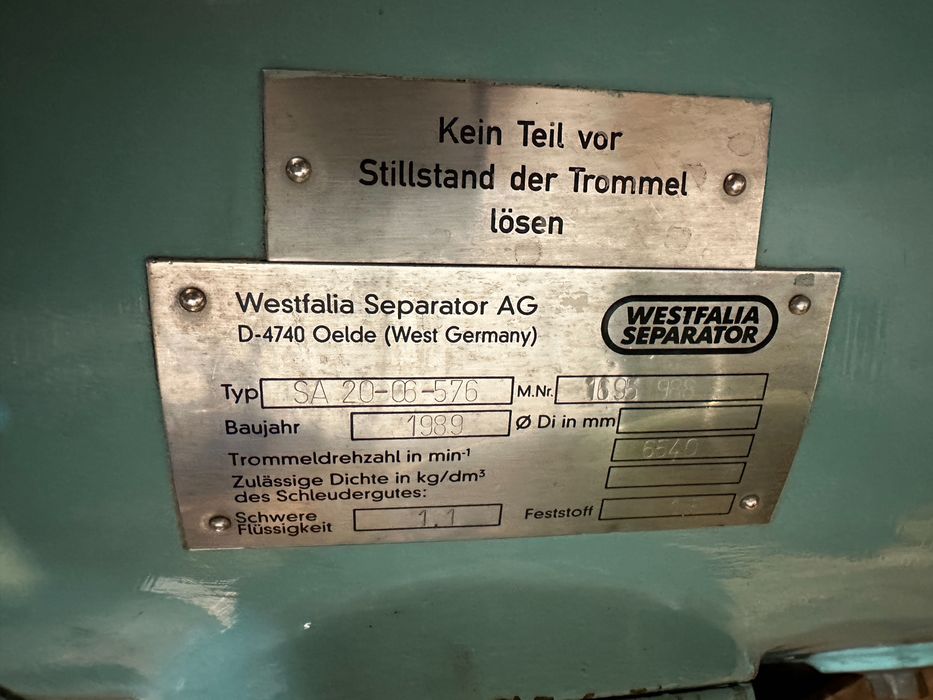 Kein Teil vor
Stillstand der Trommel
lösen
Westfalia Separator AG
D-4740 Oelde (West Germany)
WESTFALIA
SEPARATOR
Typ SA 20-06-576 M.Nr.
Baujahr 1989 Ø Di in mm
Trommeldrehzahl in min-1 6540
Zulässige Dichte in kg/dm³
des Schleudergutes:
Schwere
Flüssigkeit 1.1 Feststoff